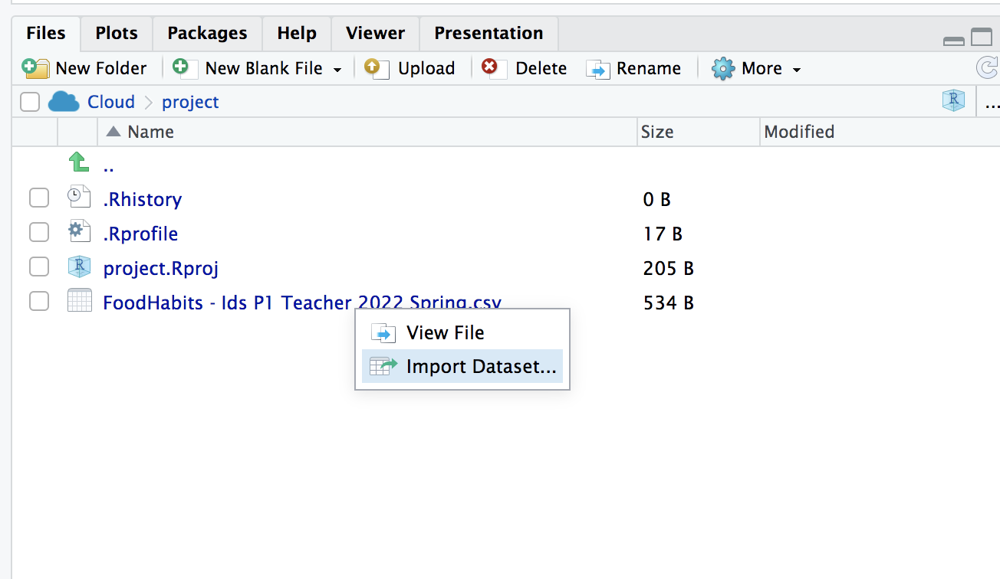 Files Plots Packages Help Viewer Presentation
New Folder New Blank File Upload Delete Rename More
Cloud project R ...
Name Size Modified
..
.Rhistory 0 B
.Rprofile 17 B
R project.Rproj 205 B
FoodHabits - Ids P1 Teacher 2022 Spring.csv 534 B
View File
Import Dataset...